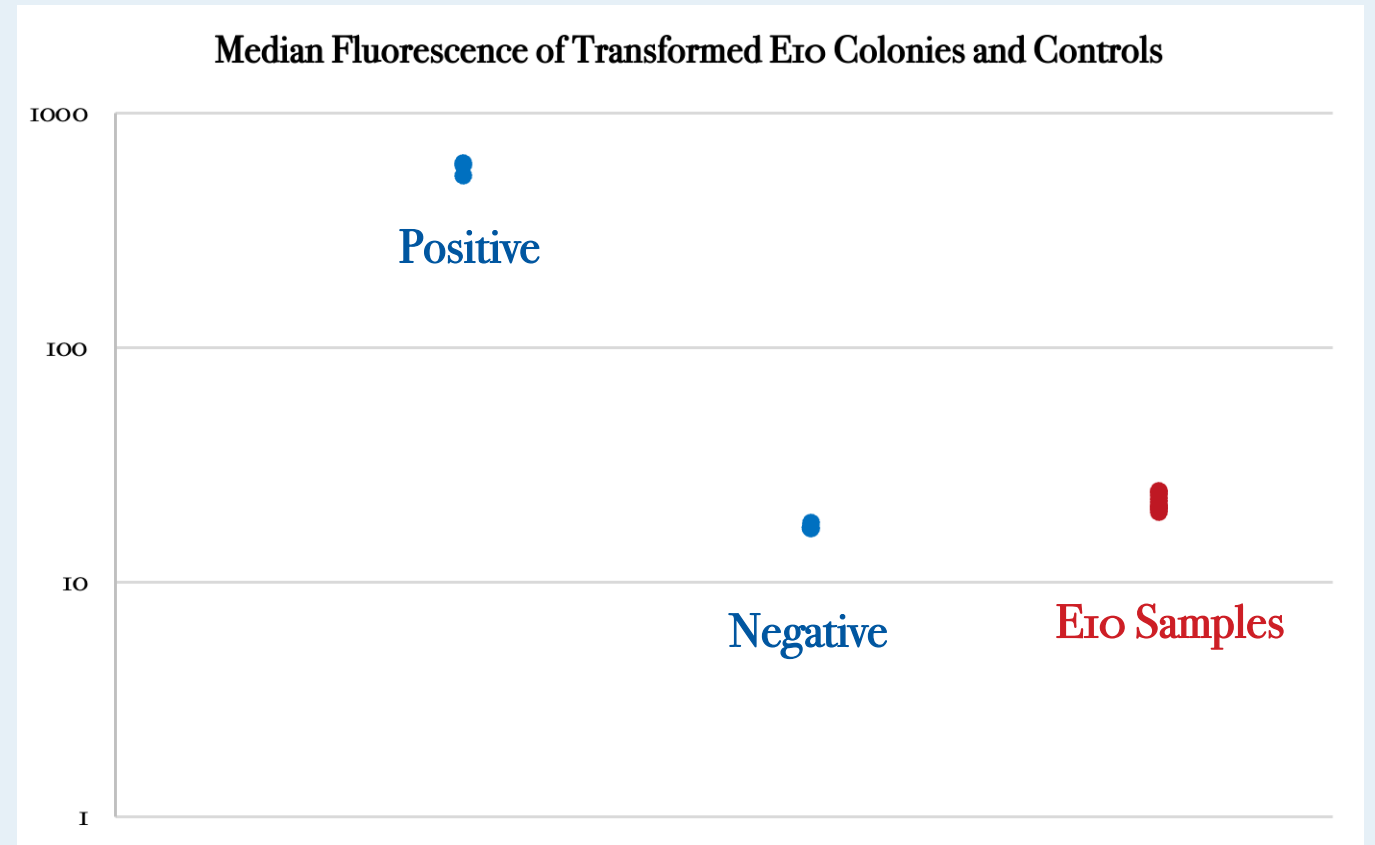 Median Fluorescence of Transformed E10 Colonies and Controls
1000
Positive
100
10
Negative
E10 Samples
1